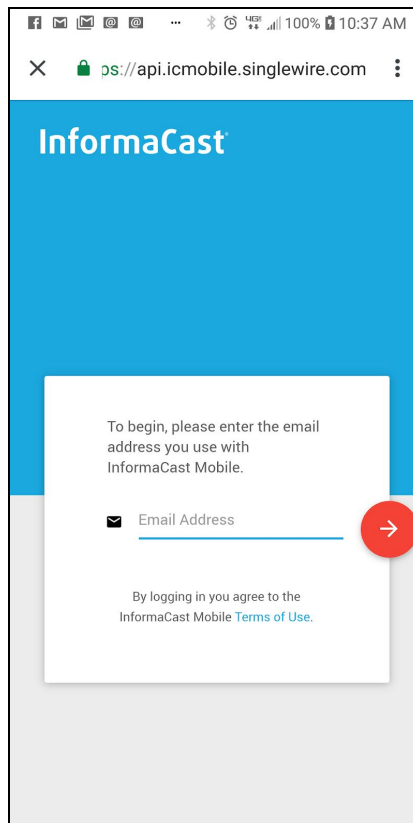 100% 10:37 AM
ps://api.icmobile.singlewire.com
InformaCast
To begin, please enter the email
address you use with
InformaCast Mobile.
Email Address
By logging in you agree to the
InformaCast Mobile Terms of Use.